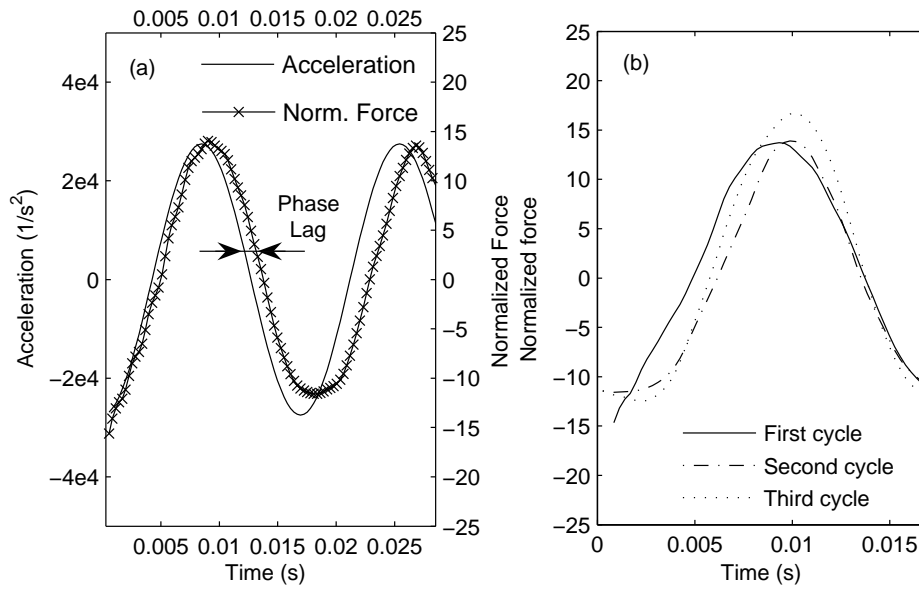 0.005 0.01 0.015 0.02 0.025
(a)
Acceleration
Norm. Force
Phase
Lag
4e4
2e4
0
−2e4
−4e4
Acceleration (1/s²)
25
20
15
10
5
0
−5
−10
−15
−20
−25
Normalized Force
0.005 0.01 0.015 0.02 0.025
Time (s)
(b)
25
20
15
10
5
0
−5
−10
−15
−20
−25
Normalized force
First cycle
Second cycle
Third cycle
0 0.005 0.01 0.015
Time (s)